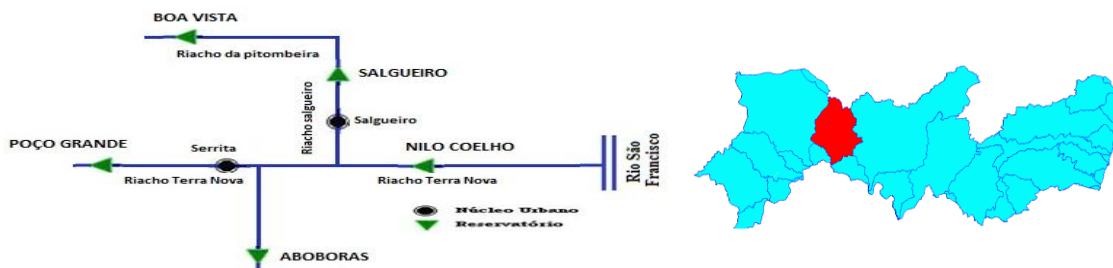 BOA VISTA
Riacho da pitombeira
SALGUEIRO
Riacho salgueiro
Salgueiro
POÇO GRANDE
Serrita
NILO COELHO
Riacho Terra Nova
Riacho Terra Nova
Rio São
Francisco
Núcleo Urbano
Reservatório
ABOBORAS